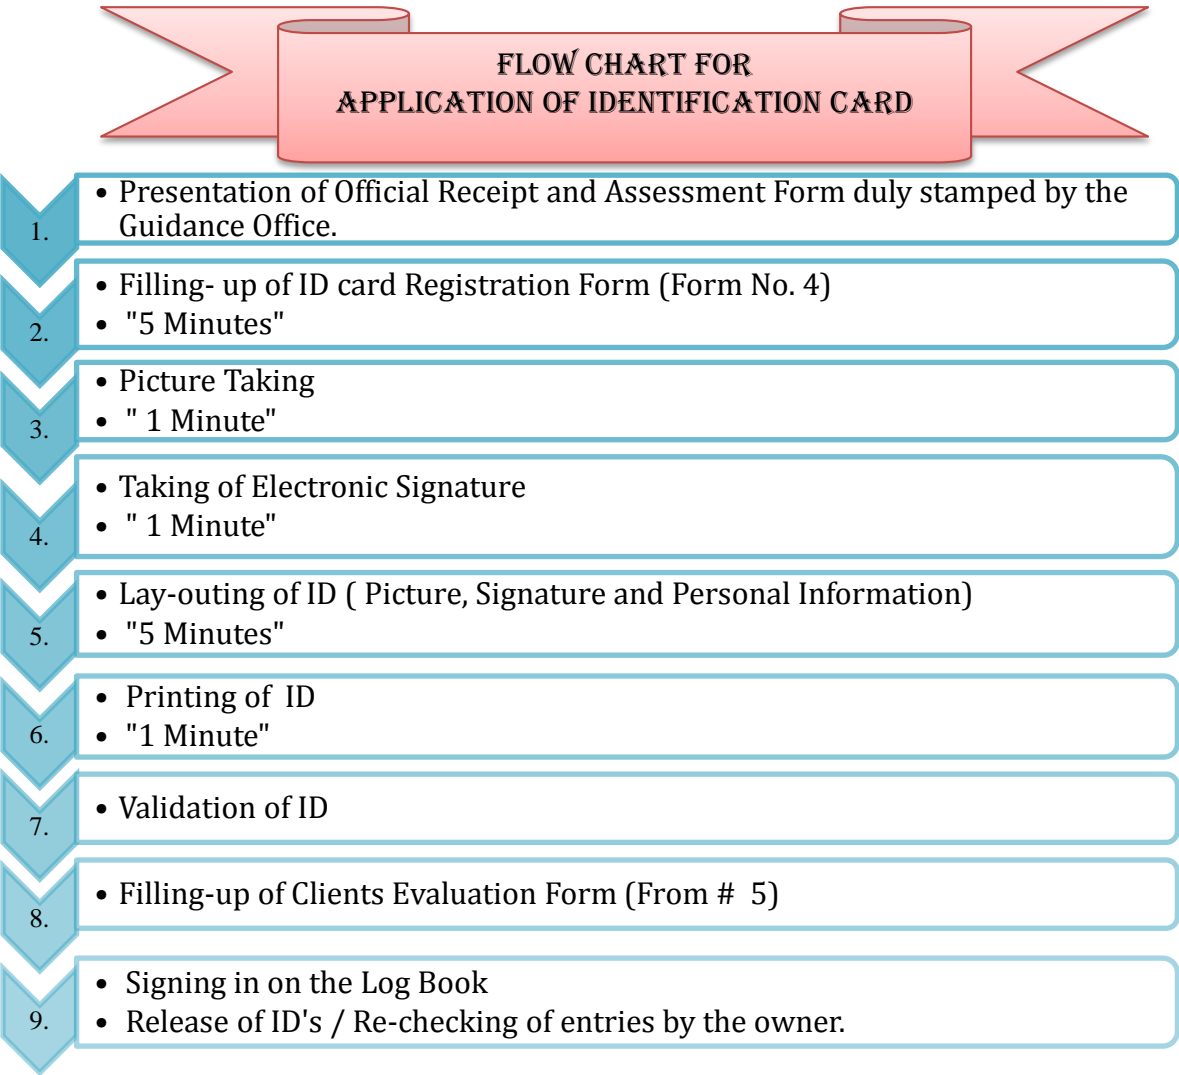 FLOW CHART FOR
APPLICATION OF IDENTIFICATION CARD
1.
• Presentation of Official Receipt and Assessment Form duly stamped by the
Guidance Office.
2.
• Filling- up of ID card Registration Form (Form No. 4)
• "5 Minutes"
3.
• Picture Taking
• " 1 Minute"
4.
• Taking of Electronic Signature
• " 1 Minute"
5.
• Lay-outing of ID ( Picture, Signature and Personal Information)
• "5 Minutes"
6.
• Printing of  ID
• "1 Minute"
7.
• Validation of ID
8.
• Filling-up of Clients Evaluation Form (From #  5)
9.
• Signing in on the Log Book
• Release of ID's / Re-checking of entries by the owner.